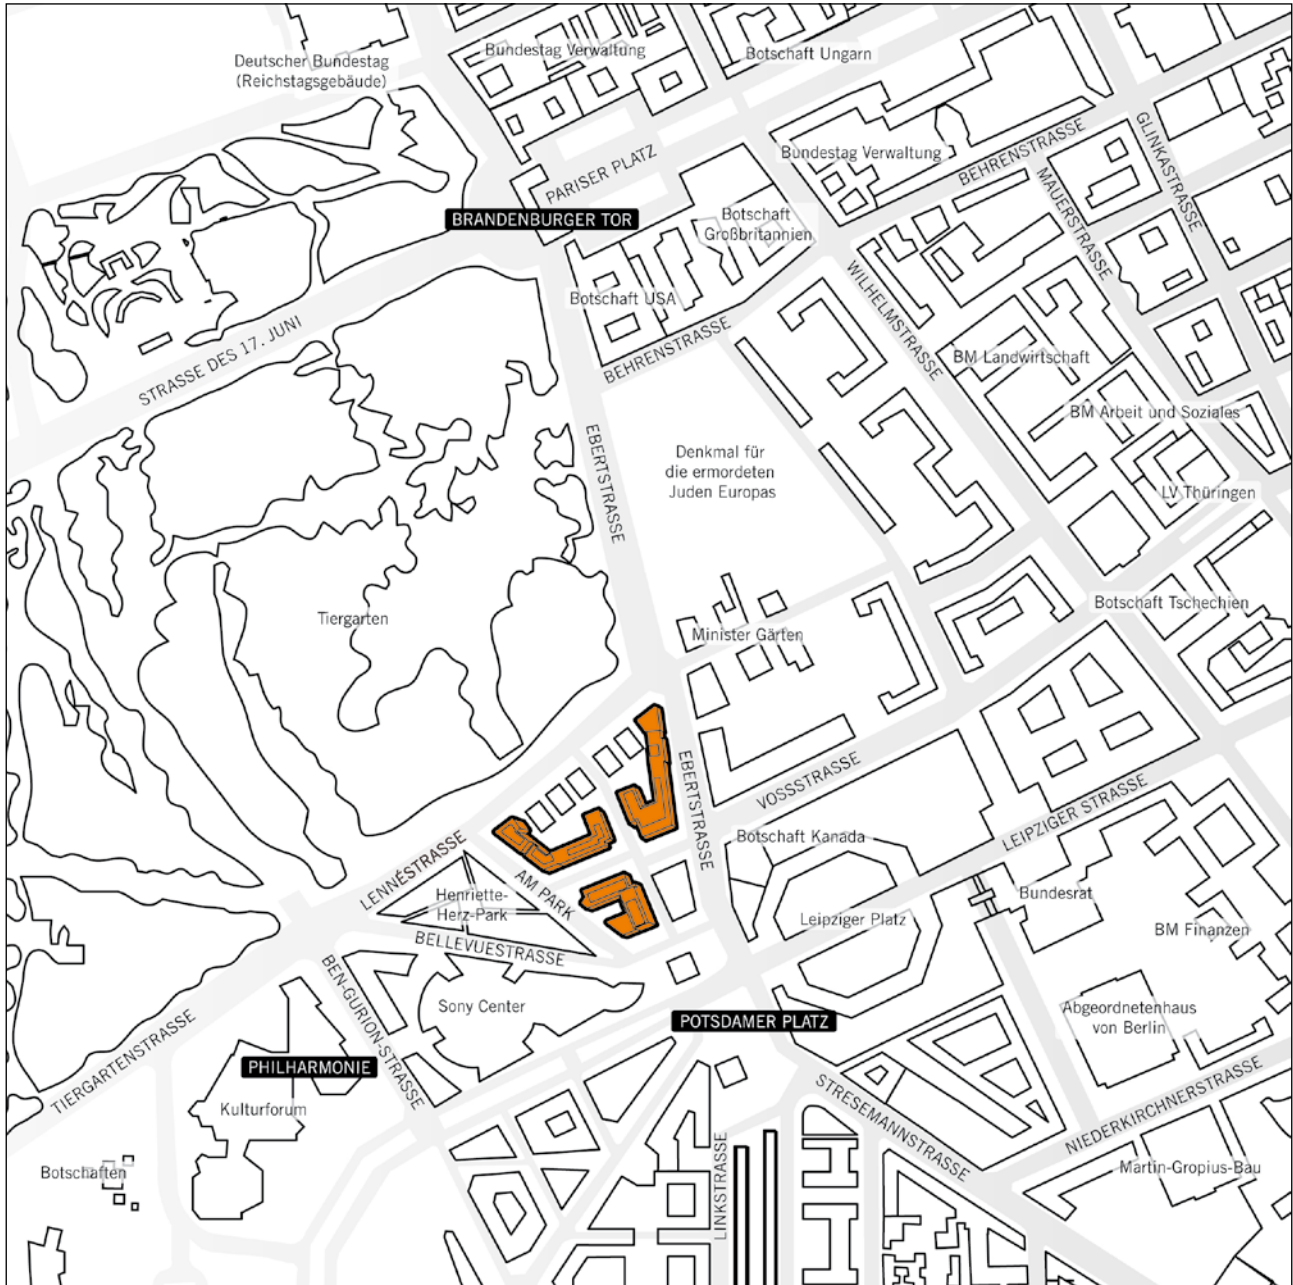 Deutscher Bundestag
(Reichstagsgebäude)
Bundestag Verwaltung
Botschaft Ungarn
Bundestag Verwaltung
BEHRENSTRASSE
GLINKASTRASSE
MAUERSTRASSE
PARISER PLATZ
BRANDENBURGER TOR
Botschaft
Großbritannien
Botschaft USA
BEHRENSTRASSE
WILHELMSTRASSE
STRASSE DES 17. JUNI
BM Landwirtschaft
BM Arbeit und Soziales
EBERTSTRASSE
Denkmal für
die ermordeten
Juden Europas
LV Thüringen
Tiergarten
Minister Gärten
Botschaft Tschechien
EBERTSTRASSE
VOSSSTRASSE
LEIPZIGER STRASSE
Botschaft Kanada
LENNÉSTRASSE
AM PARK
Henriette-
Herz-Park
BELLEVUESTRASSE
Leipziger Platz
Bundesrat
BM Finanzen
BEN-GURION-STRASSE
Sony Center
POTSDAMER PLATZ
Abgeordnetenhaus
von Berlin
TIERGARTENSTRASSE
PHILHARMONIE
Kulturforum
STRESEMANNSTRASSE
NIEDERKIRCHNERSTRASSE
Botschaften
LINKSTRASSE
Martin-Gropius-Bau